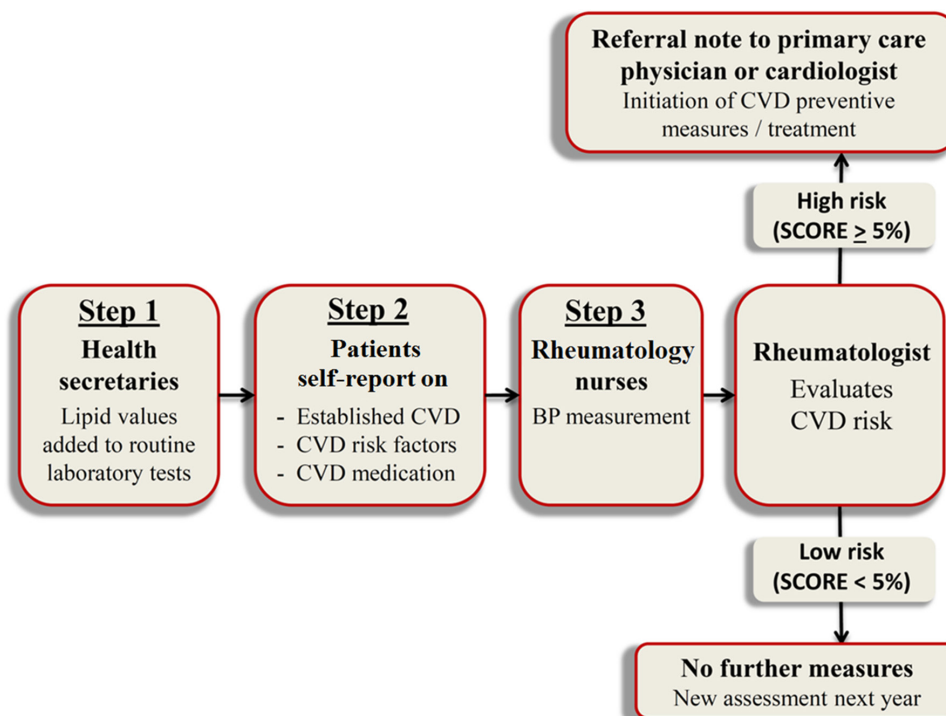 Referral note to primary care
physician or cardiologist
Initiation of CVD preventive
measures / treatment
High risk
(SCORE ≥ 5%)
Step 1
Health
secretaries
Lipid values
added to routine
laboratory tests
Step 2
Patients
self-report on
- Established CVD
- CVD risk factors
- CVD medication
Step 3
Rheumatology
nurses
BP measurement
Rheumatologist
Evaluates
CVD risk
Low risk
(SCORE < 5%)
No further measures
New assessment next year